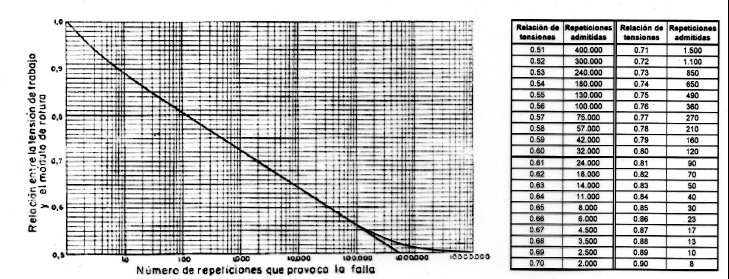 Relación entre la tensión de trabajo
y el módulo de rotura
1,0
0,9
0,8
0,7
0,6
0,5
10
100
1000
10,000
100,000
Número de repeticiones que provoca la falla
Relación de tensiones Repeticiones admitidas Relación de tensiones Repeticiones admitidas
0.51 400.000 0.71 1.500
0.52 300.000 0.72 1.100
0.53 240.000 0.73 850
0.54 180.000 0.74 650
0.55 130.000 0.75 490
0.56 100.000 0.76 360
0.57 75.000 0.77 270
0.58 57.000 0.78 210
0.59 42.000 0.79 160
0.60 32.000 0.80 120
0.61 24.000 0.81 90
0.62 18.000 0.82 70
0.63 14.000 0.83 50
0.64 11.000 0.84 40
0.65 8.000 0.85 30
0.66 6.000 0.86 23
0.67 4.500 0.87 17
0.68 3.500 0.88 13
0.69 2.500 0.89 10
0.70 2.000 0.90 8